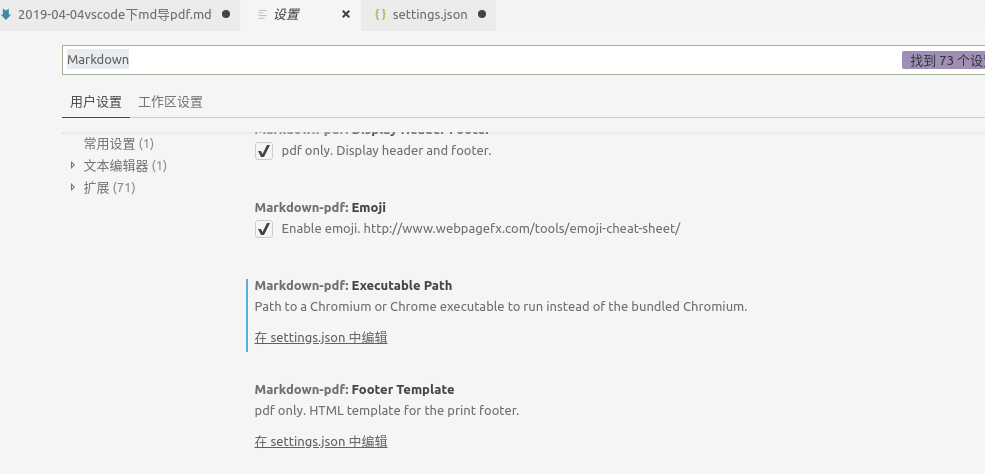 2019-04-04vscode下md导pdf.md
设置
{ } settings.json
Markdown
找到 73 个设
用户设置
工作区设置
常用设置 (1)
文本编辑器 (1)
扩展 (71)
Markdown-pdf: Display Header Footer
pdf only. Display header and footer.
Markdown-pdf: Emoji
Enable emoji. http://www.webpagefx.com/tools/emoji-cheat-sheet/
Markdown-pdf: Executable Path
Path to a Chromium or Chrome executable to run instead of the bundled Chromium.
在 settings.json 中编辑
Markdown-pdf: Footer Template
pdf only. HTML template for the print footer.
在 settings.json 中编辑